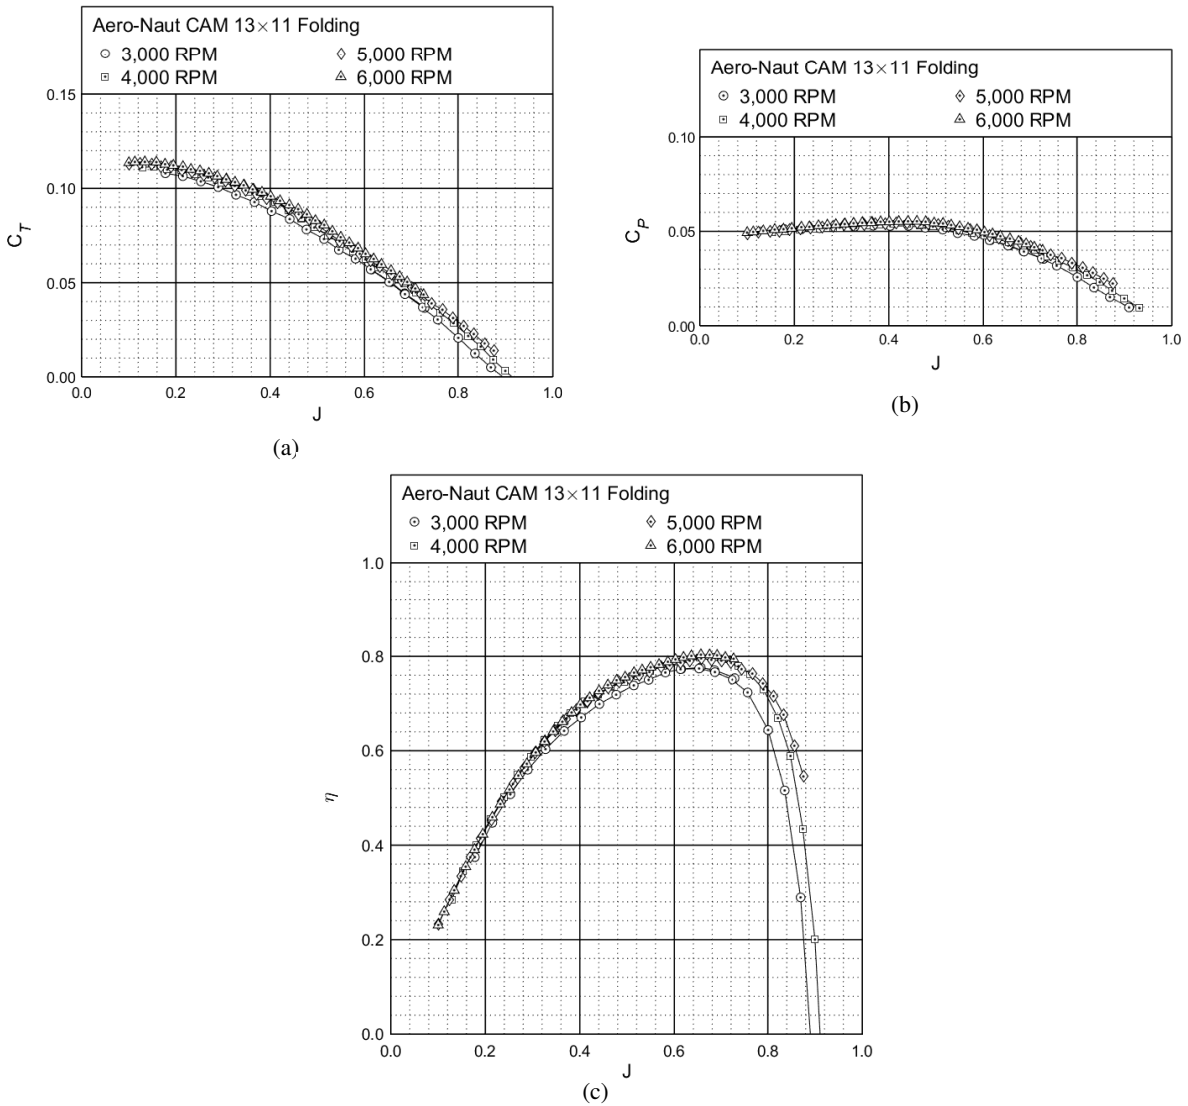 Aero-Naut CAM 13×11 Folding
3,000 RPM 5,000 RPM
4,000 RPM 6,000 RPM
0.15
0.10
0.05
0.00
C_T
0.0 0.2 0.4 0.6 0.8 1.0
J
(a)
Aero-Naut CAM 13×11 Folding
3,000 RPM 5,000 RPM
4,000 RPM 6,000 RPM
0.10
0.05
0.00
C_P
0.0 0.2 0.4 0.6 0.8 1.0
J
(b)
Aero-Naut CAM 13×11 Folding
3,000 RPM 5,000 RPM
4,000 RPM 6,000 RPM
1.0
0.8
0.6
0.4
0.2
0.0
η
0.0 0.2 0.4 0.6 0.8 1.0
J
(c)